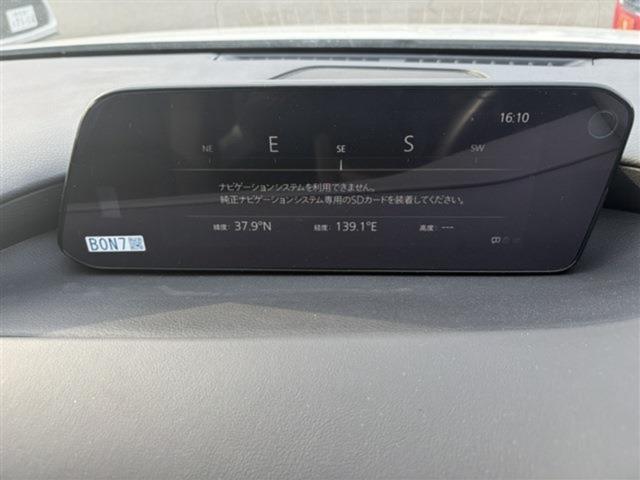 16:10
NE E SE S SW
ナビゲーションシステムを利用できません。
純正ナビゲーションシステム専用のSDカードを装着してください。
緯度: 37.9°N 経度: 139.1°E 高度: ---
BON7